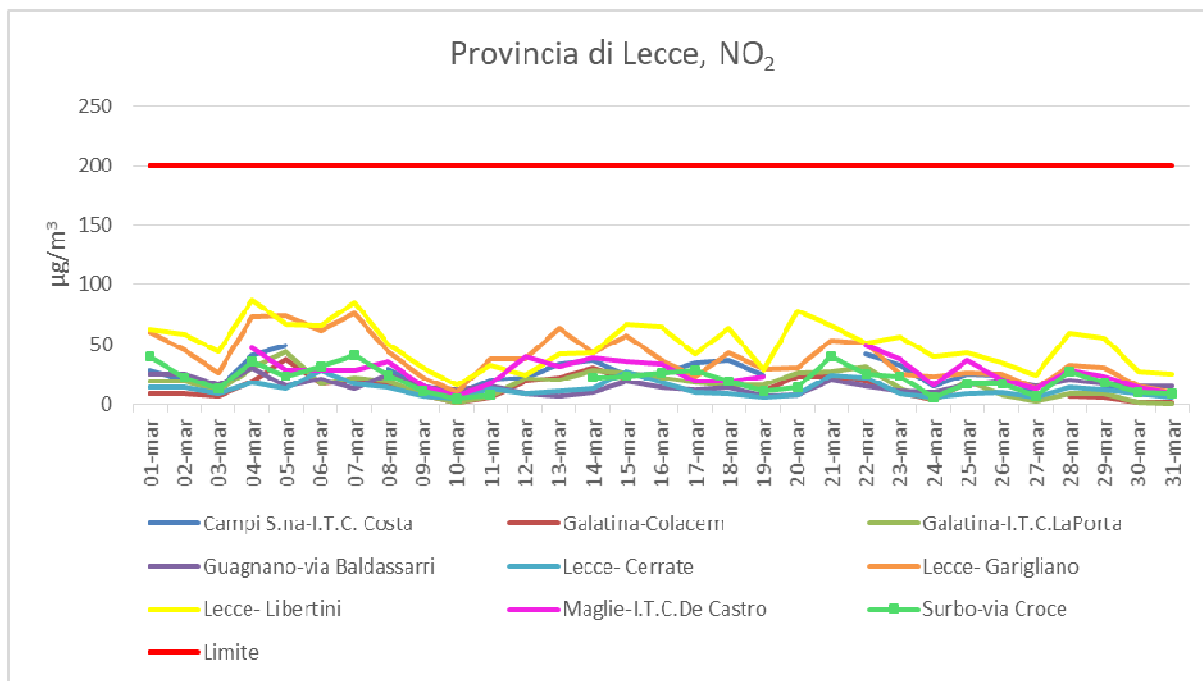 Provincia di Lecce, NO₂
250
200
150
100
50
0
µg/m³
01-mar
02-mar
03-mar
04-mar
05-mar
06-mar
07-mar
08-mar
09-mar
10-mar
11-mar
12-mar
13-mar
14-mar
15-mar
16-mar
17-mar
18-mar
19-mar
20-mar
21-mar
22-mar
23-mar
24-mar
25-mar
26-mar
27-mar
28-mar
29-mar
30-mar
31-mar
Campi S.na-I.T.C. Costa
Galatina-Colacem
Galatina-I.T.C.LaPorta
Guagnano-via Baldassarri
Lecce- Cerrate
Lecce- Garigliano
Lecce- Libertini
Maglie-I.T.C.De Castro
Surbo-via Croce
Limite